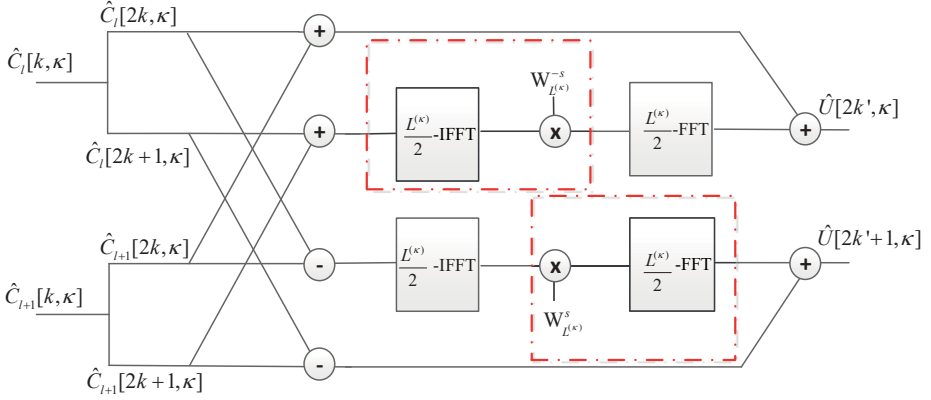 Ĉ_l[2k,κ]
Ĉ_l[k,κ]
Ĉ_l[2k+1,κ]
Ĉ_{l+1}[2k,κ]
Ĉ_{l+1}[k,κ]
Ĉ_{l+1}[2k+1,κ]
+
+
-
-
W_{L^{(κ)}}^{-s}
L^{(κ)}/2 -IFFT
x
L^{(κ)}/2 -FFT
L^{(κ)}/2 -IFFT
x
W_{L^{(κ)}}^{s}
L^{(κ)}/2 -FFT
+
Û[2k',κ]
+
Û[2k'+1,κ]